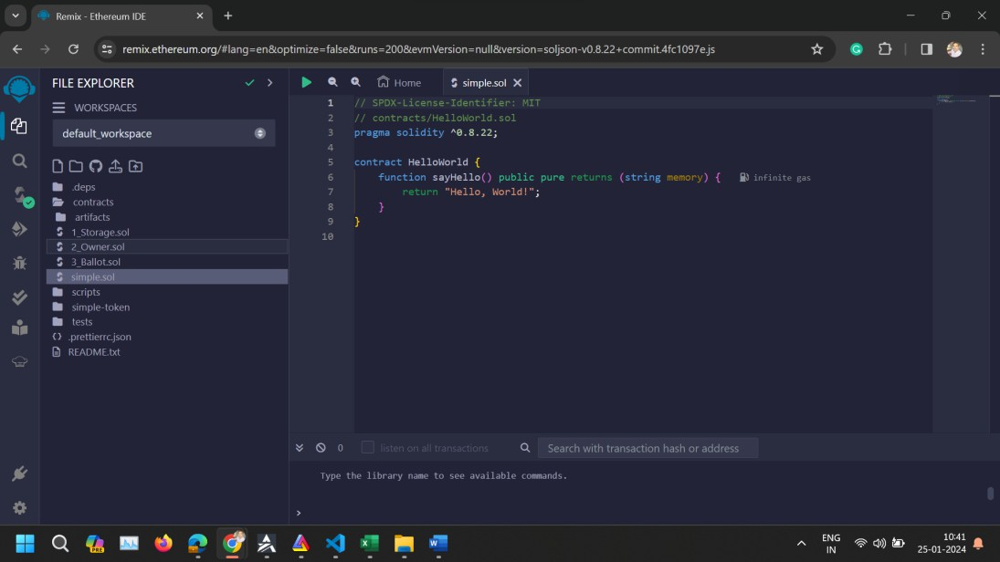 Remix - Ethereum IDE
remix.ethereum.org/#lang=en&optimize=false&runs=200&evmVersion=null&version=soljson-v0.8.22+commit.4fc1097e.js
FILE EXPLORER
WORKSPACES
default_workspace
.deps
contracts
artifacts
1_Storage.sol
2_Owner.sol
3_Ballot.sol
simple.sol
scripts
simple-token
tests
.prettierrc.json
README.txt
Home
simple.sol
1 // SPDX-License-Identifier: MIT
2 // contracts/HelloWorld.sol
3 pragma solidity ^0.8.22;
4
5 contract HelloWorld {
6 function sayHello() public pure returns (string memory) { infinite gas
7 return "Hello, World!";
8 }
9 }
10
0 listen on all transactions Search with transaction hash or address
Type the library name to see available commands.
>
PRE
ENG
IN
10:41
25-01-2024